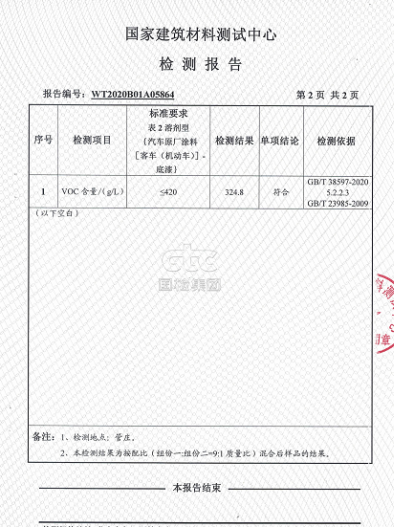 国家建筑材料测试中心
检 测 报 告
报告编号：WT2020B01A05864 第 2 页 共 2 页
序号 检测项目 标准要求 表 2 溶剂型 {汽车原厂涂料 [客车（机动车）]- 底漆} 检测结果 单项结论 检测依据
1 VOC 含量/（g/L） ≤420 324.8 符合 GB/T 38597-2020 5.2.2.3 GB/T 23985-2009
（以下空白）
ctc
国检集团
备注：1、检测地点：管庄。
2、本检测结果为按配比（组份一:组份二=9:1 质量比）混合后样品的结果。
本报告结束